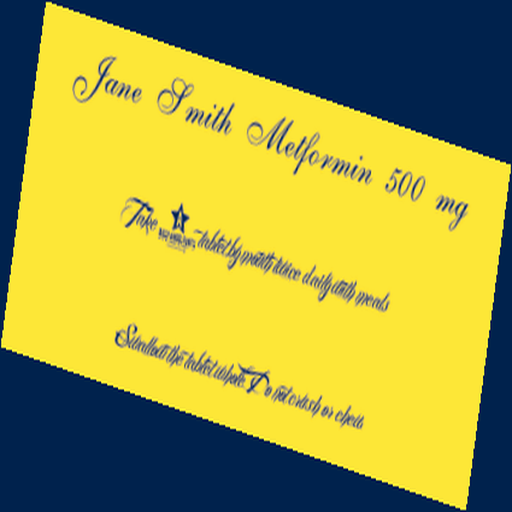 Jane Smith Metformin 500 mg
Take tablet by mouth twice daily with meals
Swallow the tablet whole. Do not crush or chew